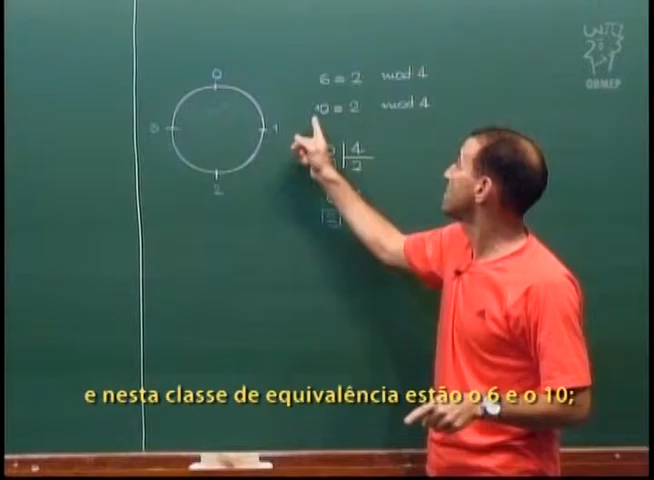 0
3
1
2
6 = 2 mod 4
10 = 2 mod 4
4
2
OBMEP
e nesta classe de equivalência estão o 6 e o 10;